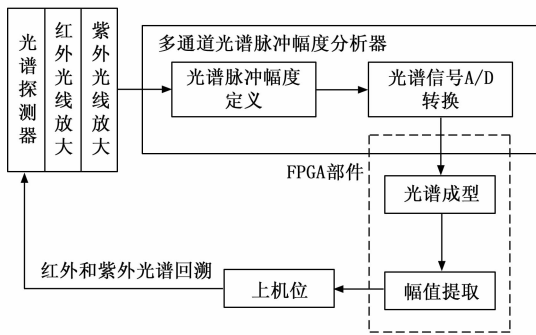 光谱探测器
红外光线放大
紫外光线放大
多通道光谱脉冲幅度分析器
光谱脉冲幅度
定义
光谱信号A/D
转换
FPGA部件
光谱成型
红外和紫外光谱回溯
上机位
幅值提取